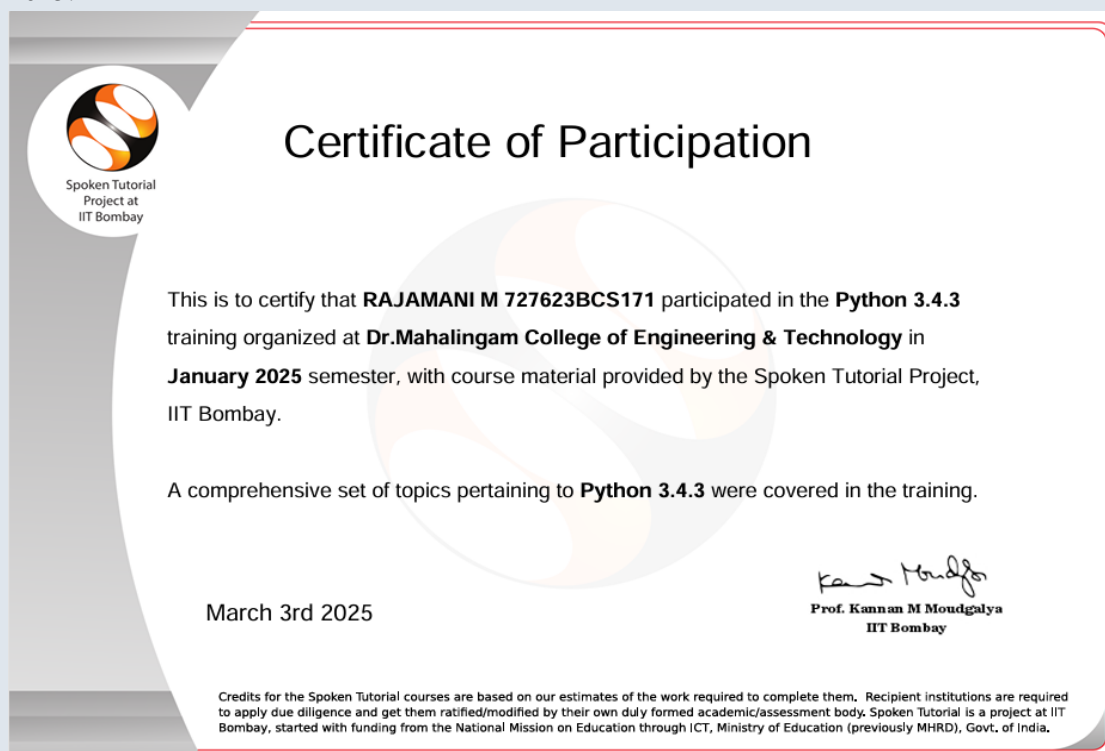 Spoken Tutorial
Project at
IIT Bombay
Certificate of Participation
This is to certify that RAJAMANI M 727623BCS171 participated in the Python 3.4.3
training organized at Dr.Mahalingam College of Engineering & Technology in
January 2025 semester, with course material provided by the Spoken Tutorial Project,
IIT Bombay.
A comprehensive set of topics pertaining to Python 3.4.3 were covered in the training.
March 3rd 2025
Prof. Kannan M Moudgalya
IIT Bombay
Credits for the Spoken Tutorial courses are based on our estimates of the work required to complete them. Recipient institutions are required
to apply due diligence and get them ratified/modified by their own duly formed academic/assessment body. Spoken Tutorial is a project at IIT
Bombay, started with funding from the National Mission on Education through ICT, Ministry of Education (previously MHRD), Govt. of India.